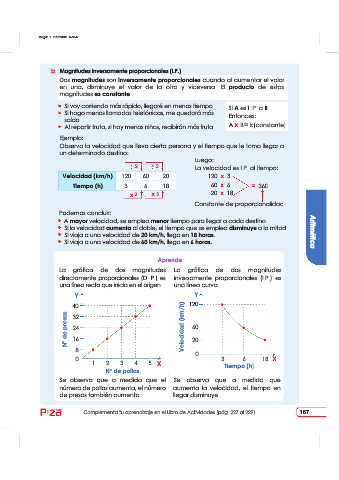 b. Magnitudes inversamente proporcionales (I.P.)
Dos magnitudes son inversamente proporcionales cuando al aumentar el valor
en una, disminuye el valor de la otra y viceversa. El producto de estas
magnitudes es constante
Si voy corriendo más rápido, llegaré en menos tiempo
Si hago menos llamadas telefónicas, me quedará más
saldo
Al repartir fruta, si hay menos niños, recibirán más fruta
Si A es I P a B
Entonces:
A x B = k(constante)
Ejemplo:
Observa la velocidad que lleva cierta persona y el tiempo que le toma llegar a
un determinado destino:
÷ 2 ÷ 3
Velocidad (km/h) 120 60 20
Tiempo (h) 3 6 18
x 2 x 3
Luego:
La velocidad es I P al tiempo:
120 x 3
60 x 6 = 360
20 x 18
Constante de proporcionalidad
Podemos concluir:
A mayor velocidad, se emplea menor tiempo para llegar a cada destino
Si la velocidad aumenta al doble, el tiempo que se emplea disminuye a la mitad
Si viaja a una velocidad de 20 km/h, llega en 18 horas.
Si viaja a una velocidad de 60 km/h, llega en 6 horas.
Aritmética
Aprende
La gráfica de dos magnitudes
directamente proporcionales (D P ) es
una línea recta que inicia en el origen
Y
40
32
24
16
8
0
1 2 3 4 5 X
N° de presas
N° de pollos
Se observa que a medida que el
número de pollos aumenta, el número
de presas también aumenta
La gráfica de dos magnitudes
inversamente proporcionales (I P ) es
una línea curva
Y
120
60
20
0
3 6 18 X
Velocidad (km/h)
Tiempo (h)
Se observa que a medida que
aumenta la velocidad, el tiempo en
llegar disminuye
Complementa tu aprendizaje en el Libro de Actividades (pág. 227 al 229)
167